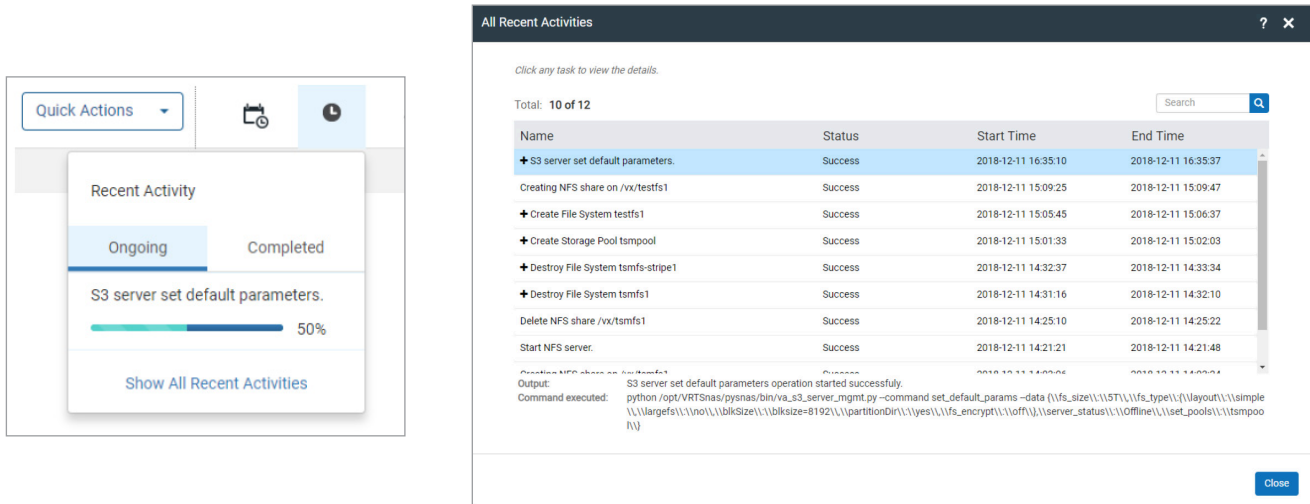 Quick Actions
Recent Activity
Ongoing Completed
S3 server set default parameters.
50%
Show All Recent Activities
All Recent Activities ?
Click any task to view the details.
Total: 10 of 12 Search
Name Status Start Time End Time
+ S3 server set default parameters. Success 2018-12-11 16:35:10 2018-12-11 16:35:37
Creating NFS share on /vx/testfs1 Success 2018-12-11 15:09:25 2018-12-11 15:09:47
+ Create File System testfs1 Success 2018-12-11 15:05:45 2018-12-11 15:06:37
+ Create Storage Pool tsmpool Success 2018-12-11 15:01:33 2018-12-11 15:02:03
+ Destroy File System tsmfs-stripe1 Success 2018-12-11 14:32:37 2018-12-11 14:33:34
+ Destroy File System tsmfs1 Success 2018-12-11 14:31:16 2018-12-11 14:32:10
Delete NFS share /vx/tsmfs1 Success 2018-12-11 14:25:10 2018-12-11 14:25:22
Start NFS server. Success 2018-12-11 14:21:21 2018-12-11 14:21:48
Creating NFS share on Success
Output: S3 server set default parameters operation started successfuly.
Command executed: python /opt/VRTSnas/pysnas/bin/va_s3_server_mgmt.py --command set_default_params --data {\\fs_size\\:\\5T\\,\\fs_type\\:{\\layout\\:\\simple
\\,\\largefs\\:\\no\\,\\blkSize\\:\\blksize=8192\\,\\partitionDir\\:\\yes\\,\\fs_encrypt\\:\\off\\},\\server_status\\:\\Offline\\,\\set_pools\\:\\tsmpoo
l\\}
Close